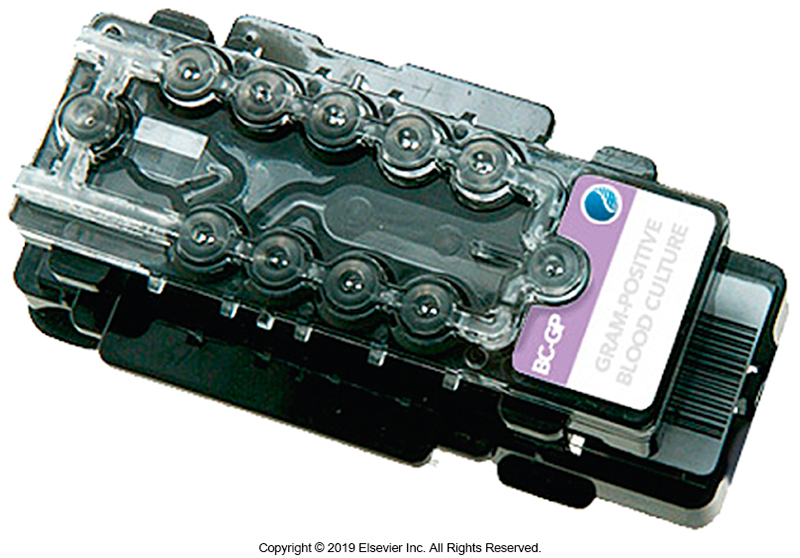 BC-GP
GRAM-POSITIVE
BLOOD CULTURE
Copyright © 2019 Elsevier Inc. All Rights Reserved.